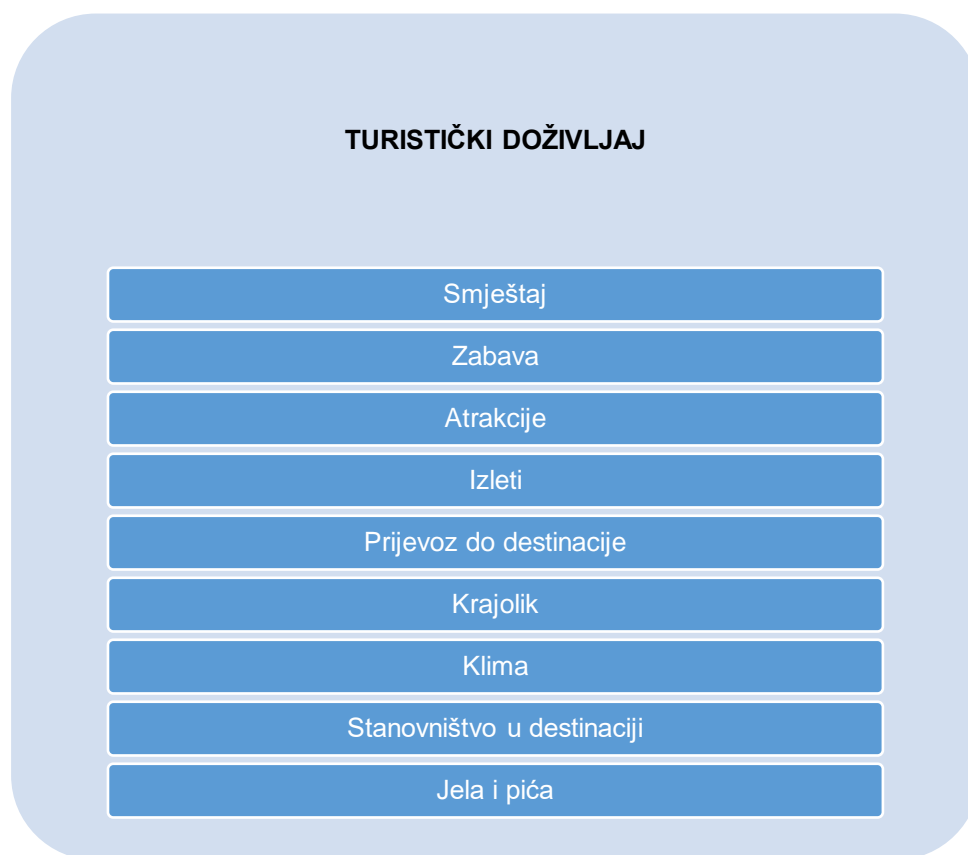 TURISTIČKI DOŽIVLJAJ
Smještaj
Zabava
Atrakcije
Izleti
Prijevoz do destinacije
Krajolik
Klima
Stanovništvo u destinaciji
Jela i pića